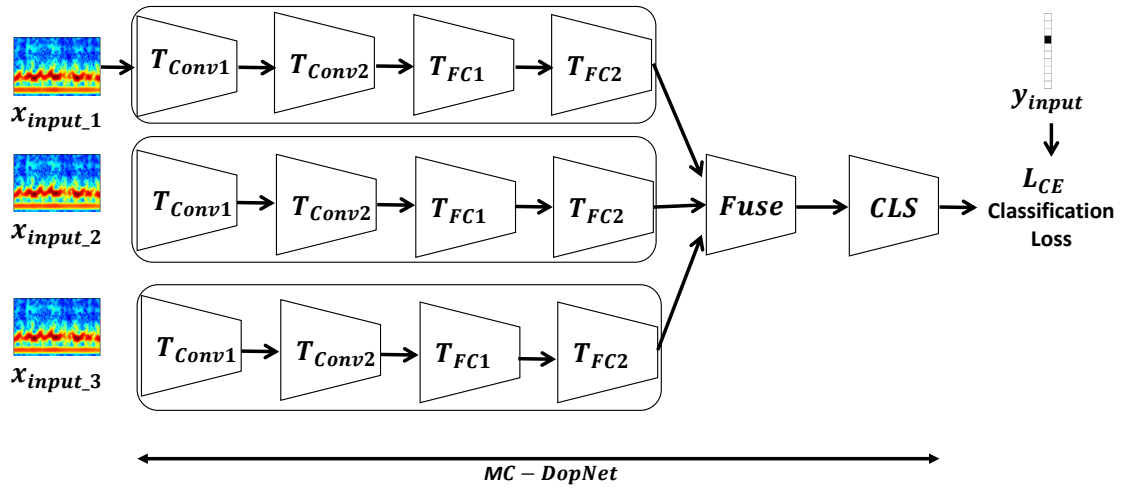 x_input_1
T_Conv1
T_Conv2
T_FC1
T_FC2
x_input_2
T_Conv1
T_Conv2
T_FC1
T_FC2
x_input_3
T_Conv1
T_Conv2
T_FC1
T_FC2
Fuse
CLS
y_input
L_CE
Classification
Loss
MC − DopNet